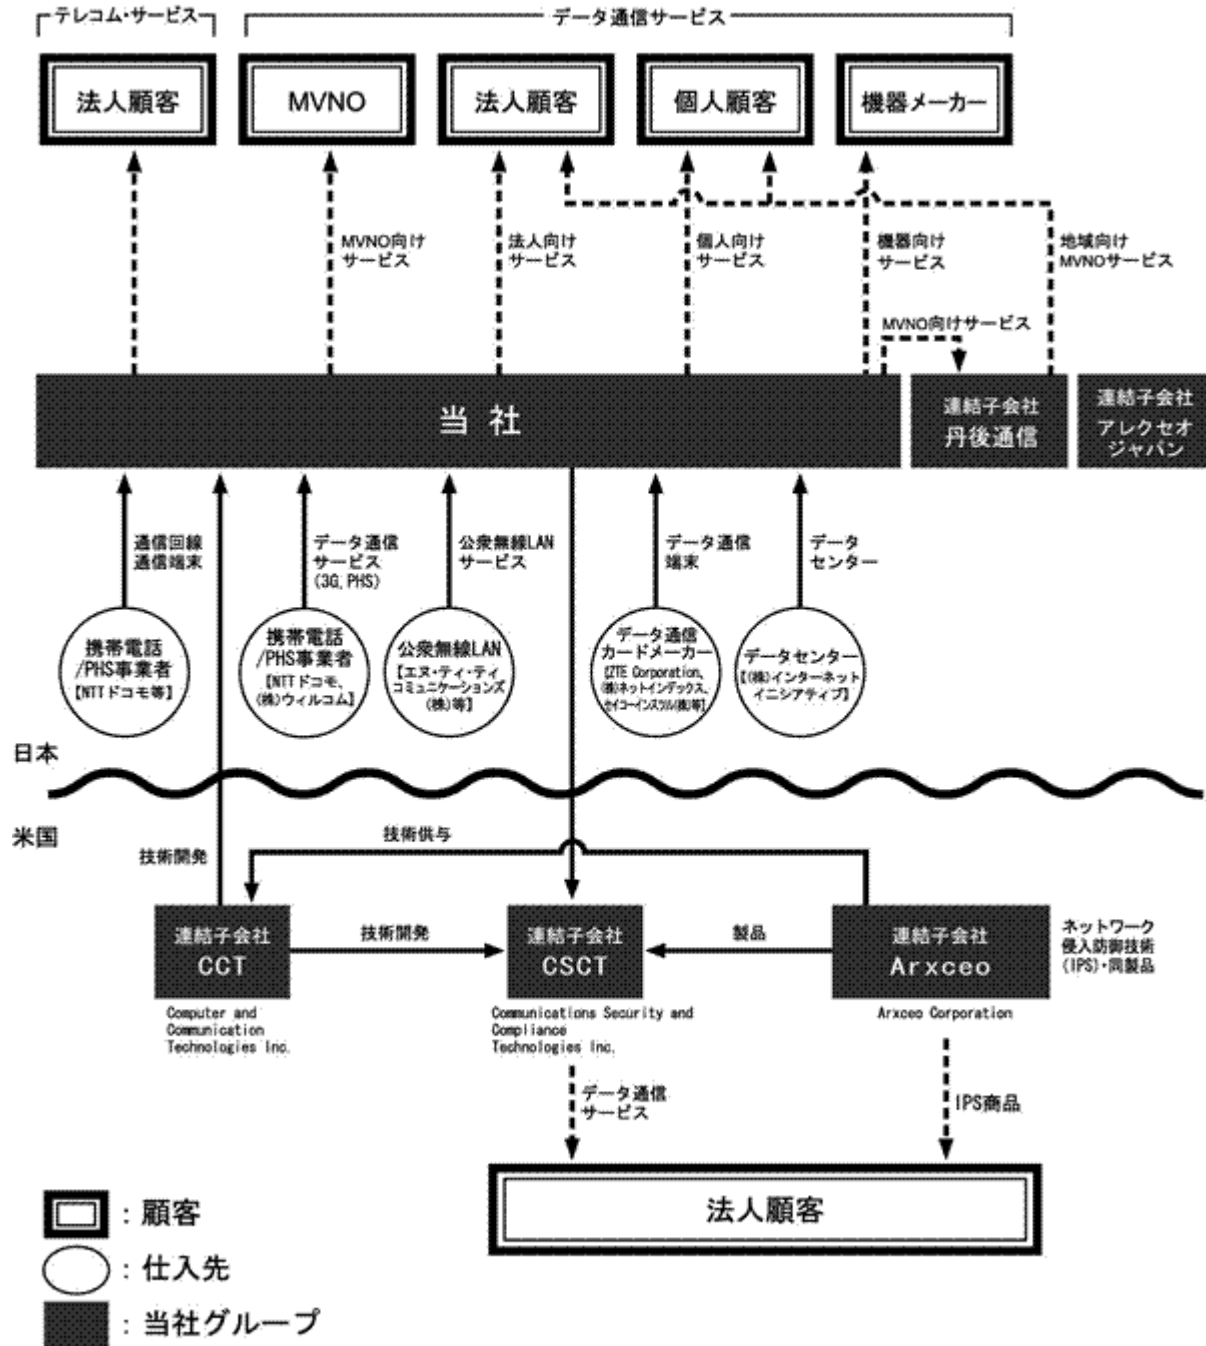 テレコム・サービス
データ通信サービス
法人顧客
MVNO
法人顧客
個人顧客
機器メーカー
MVNO向け
サービス
法人向け
サービス
個人向け
サービス
機器向け
サービス
地域向け
MVNOサービス
MVNO向けサービス
当社
連結子会社
丹後通信
連結子会社
アレクセオ
ジャパン
通信回線
通信端末
データ通信
サービス
(3G, PHS)
公衆無線LAN
サービス
データ通信
端末
データ
センター
携帯電話
/PHS事業者
【NTTドコモ等】
携帯電話
/PHS事業者
【NTTドコモ、
(株)ウィルコム】
公衆無線LAN
【エヌ・ティ・ティ
コミュニケーションズ
(株)等】
データ通信
カードメーカー
【ZTE Corporation、
(株)ネットインデックス、
セイコーインスツル(株)等】
データセンター
【(株)インターネット
イニシアティブ】
日本
米国
技術開発
技術供与
連結子会社
CCT
技術開発
連結子会社
CSCT
製品
連結子会社
Arxceo
ネットワーク
侵入防御技術
(IPS)・同製品
Computer and
Communication
Technologies Inc.
Communications Security and
Compliance
Technologies Inc.
Arxceo Corporation
データ通信
サービス
IPS商品
法人顧客
：顧客
：仕入先
：当社グループ